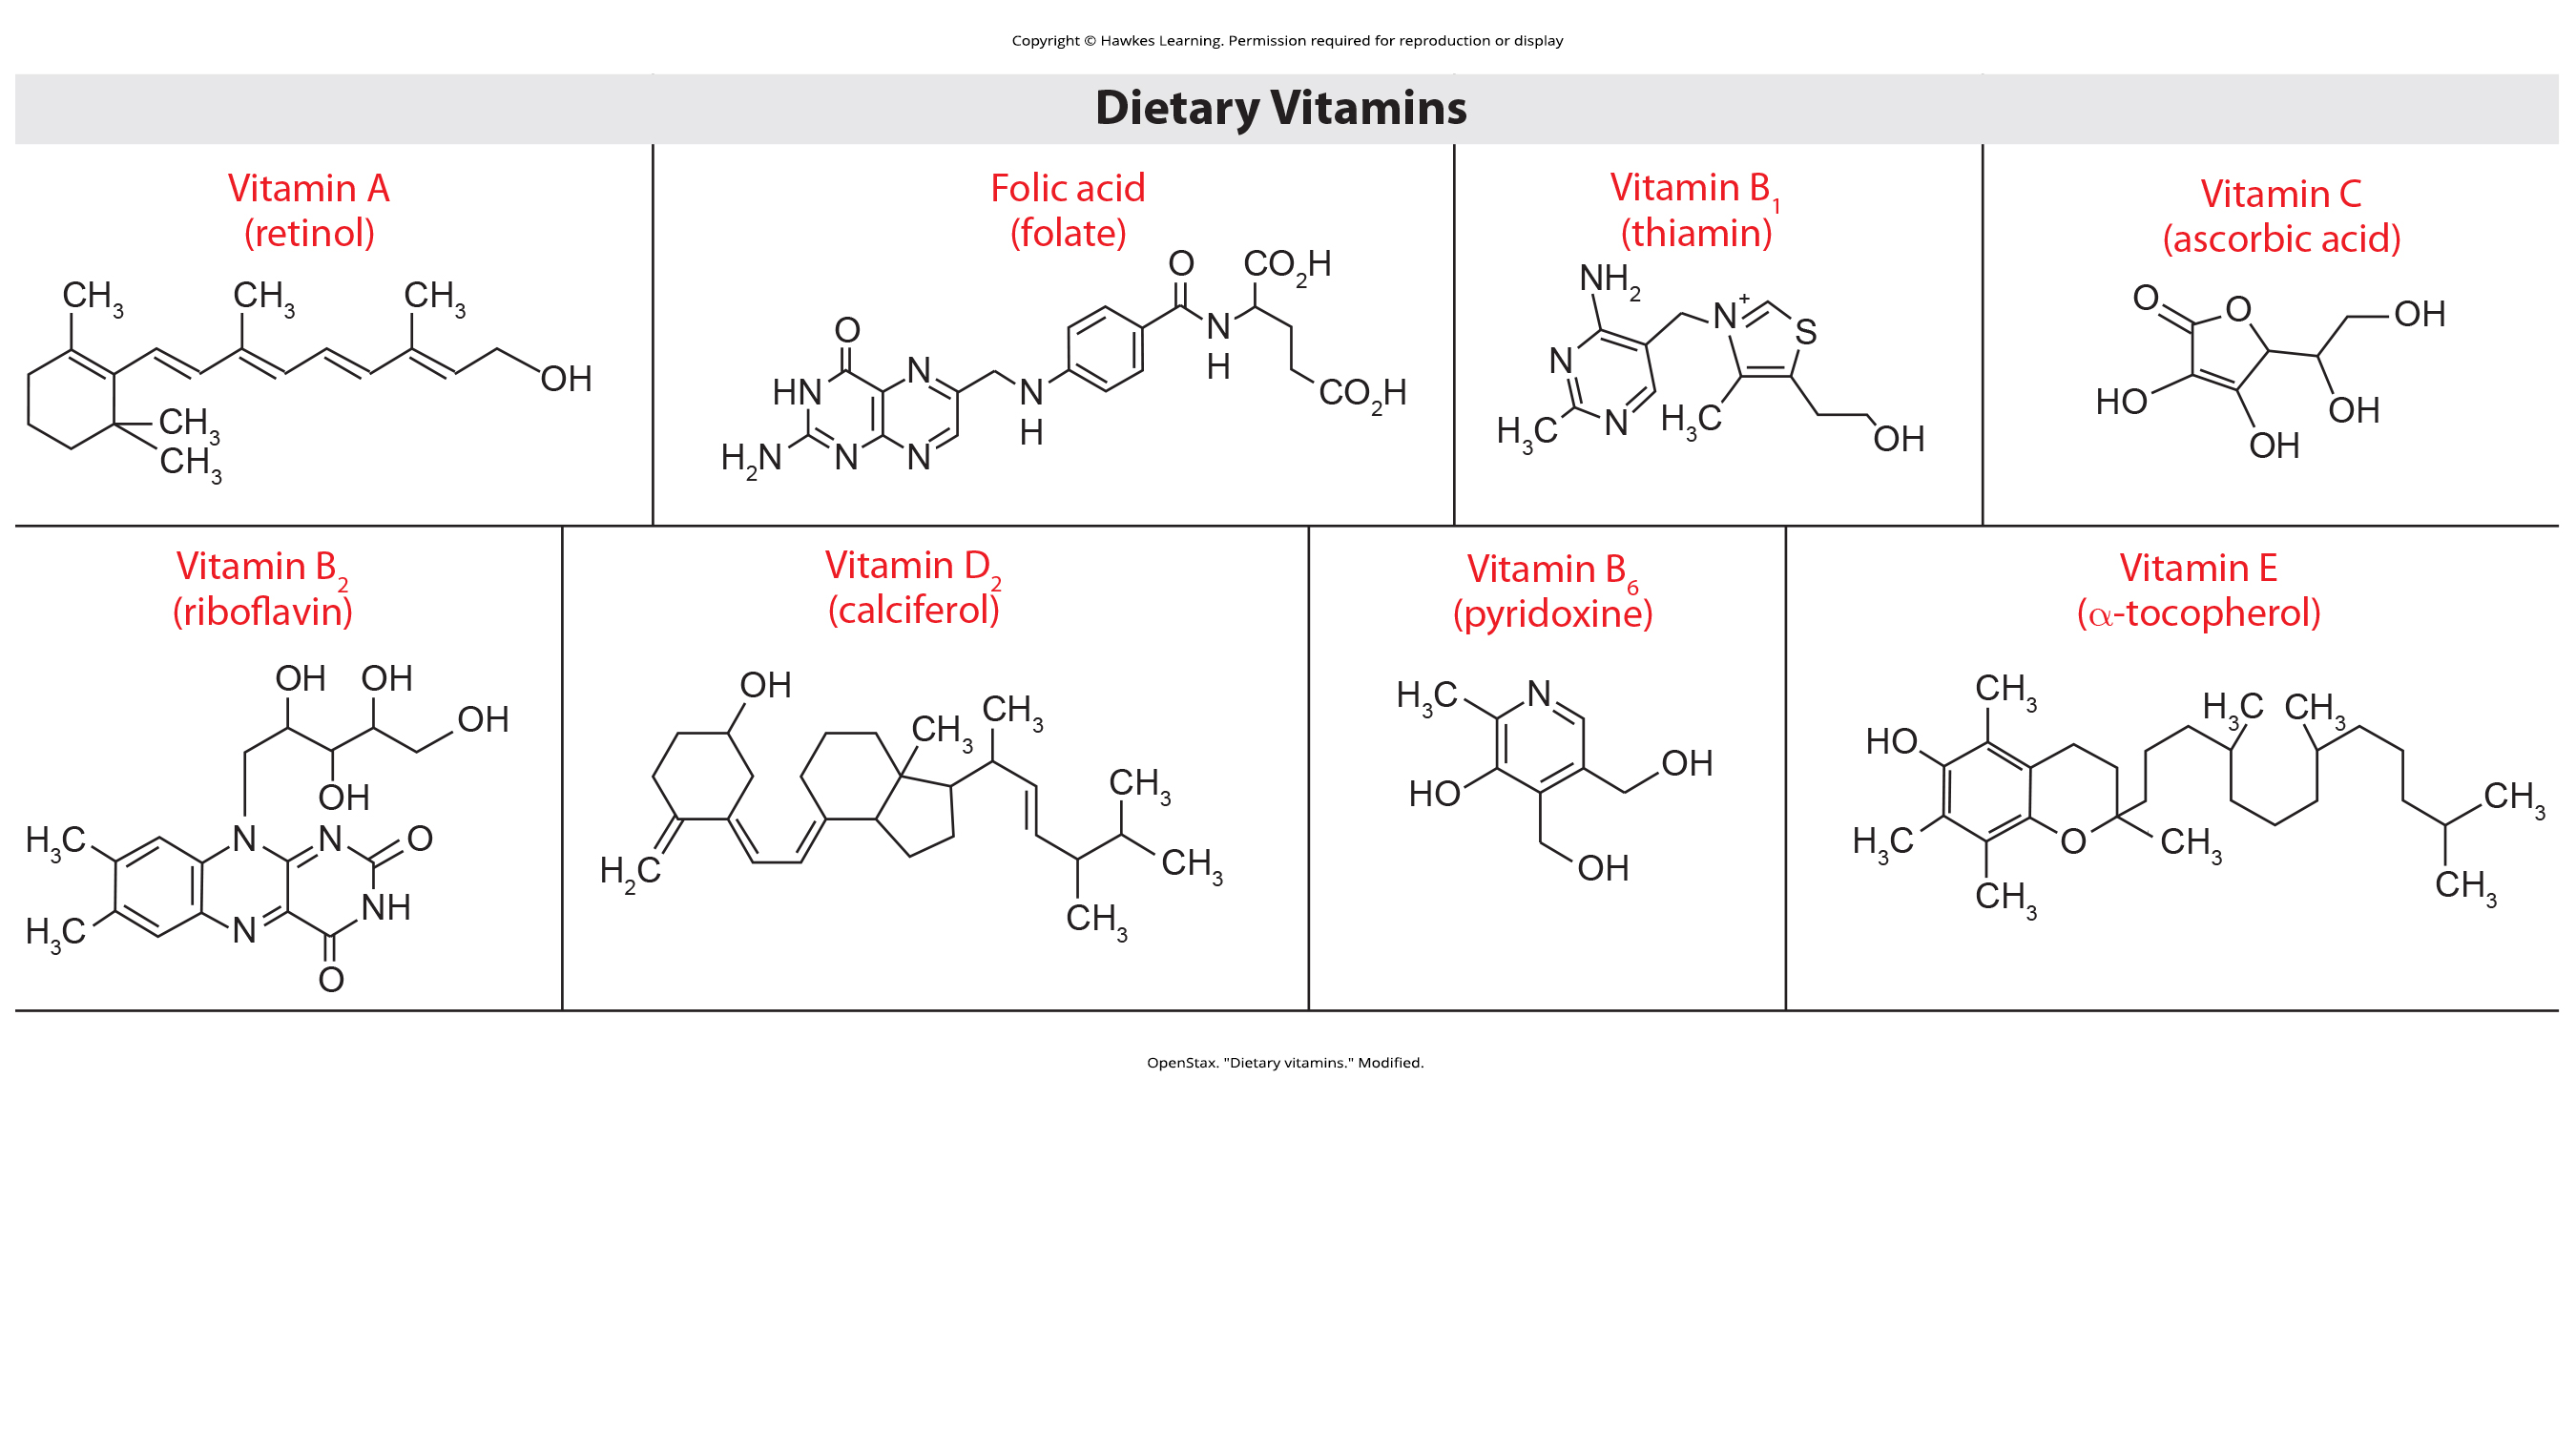 Copyright © Hawkes Learning. Permission required for reproduction or display
Dietary Vitamins
Vitamin A
(retinol)
CH3 CH3 CH3
OH
CH3
CH3
Folic acid
(folate)
O CO2H
O N
H
HN N N CO2H
H
H2N N N
Vitamin B1
(thiamin)
NH2
N+ S
N
H3C N H3C
OH
Vitamin C
(ascorbic acid)
O O OH
HO OH
OH
Vitamin B2
(riboflavin)
OH OH
OH
OH
H3C N N O
NH
H3C N
O
Vitamin D2
(calciferol)
OH
CH3 CH3
CH3
H2C CH3
CH3
Vitamin B6
(pyridoxine)
H3C N
OH
HO
OH
Vitamin E
(α-tocopherol)
CH3 H3C CH3
HO
CH3
H3C O CH3
CH3 CH3
OpenStax. "Dietary vitamins." Modified.